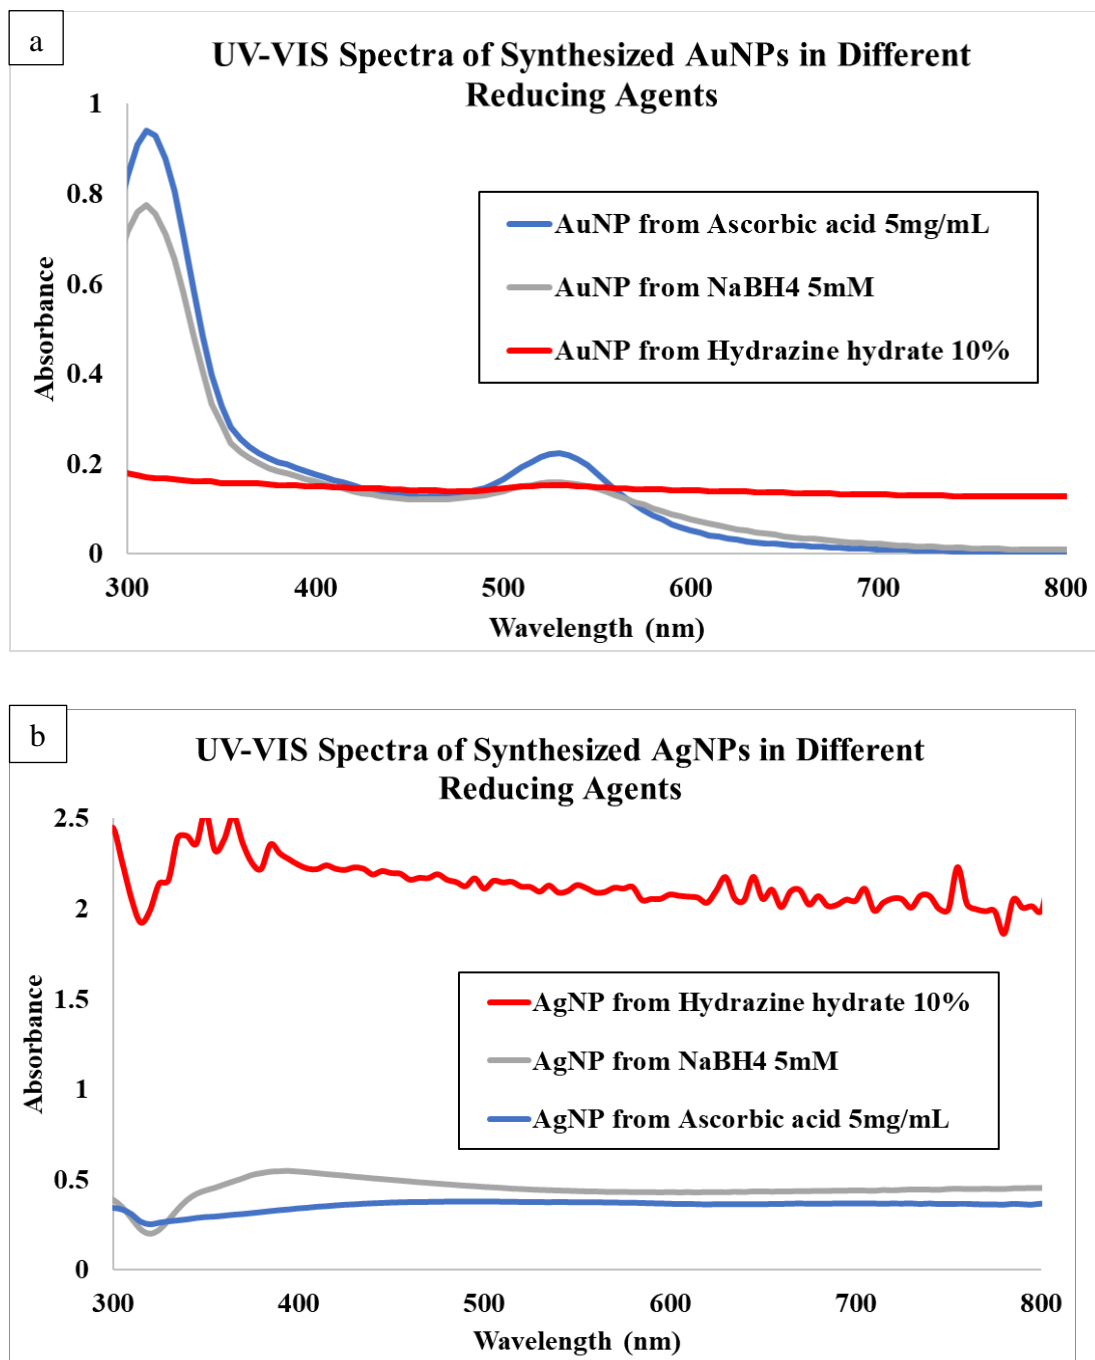 a
UV-VIS Spectra of Synthesized AuNPs in Different
Reducing Agents
1
0.8
0.6
0.4
0.2
0
Absorbance
AuNP from Ascorbic acid 5mg/mL
AuNP from NaBH4 5mM
AuNP from Hydrazine hydrate 10%
300 400 500 600 700 800
Wavelength (nm)
b
UV-VIS Spectra of Synthesized AgNPs in Different
Reducing Agents
2.5
2
1.5
1
0.5
0
Absorbance
AgNP from Hydrazine hydrate 10%
AgNP from NaBH4 5mM
AgNP from Ascorbic acid 5mg/mL
300 400 500 600 700 800
Wavelength (nm)